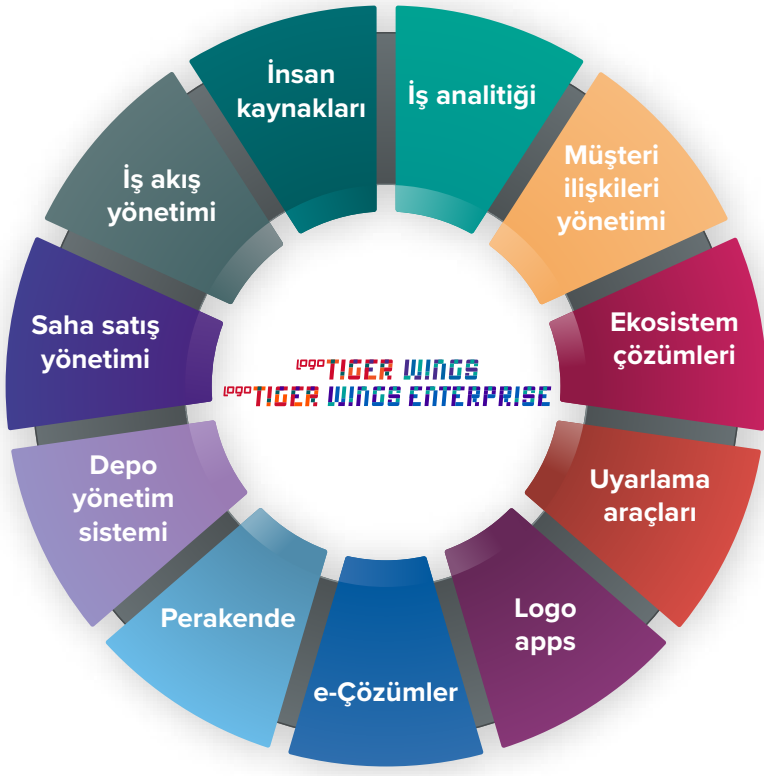 İnsan
kaynakları
İş analitiği
Müşteri
ilişkileri
yönetimi
Ekosistem
çözümleri
Uyarlama
araçları
Logo
apps
e-Çözümler
Perakende
Depo
yönetim
sistemi
Saha satış
yönetimi
İş akış
yönetimi
LOGO TIGER WINGS
LOGO TIGER WINGS ENTERPRISE